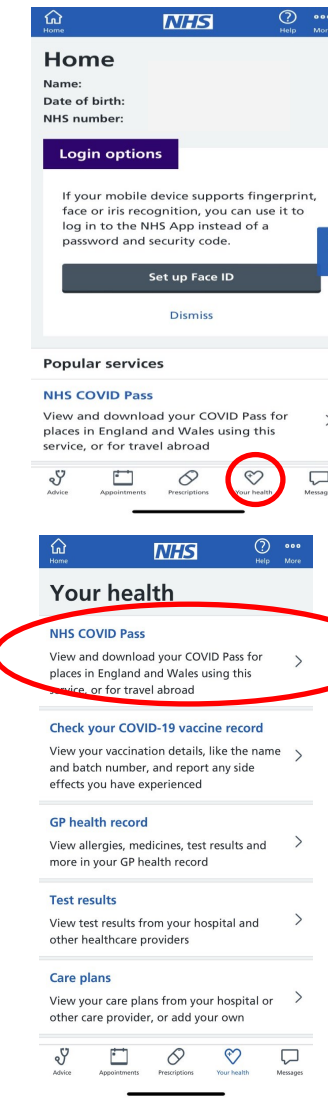 NHS
Home
Help
More
Home
Name:
Date of birth:
NHS number:
Login options
If your mobile device supports fingerprint,
face or iris recognition, you can use it to
log in to the NHS App instead of a
password and security code.
Set up Face ID
Dismiss
Popular services
NHS COVID Pass
View and download your COVID Pass for
places in England and Wales using this
service, or for travel abroad
Advice
Appointments
Prescriptions
Your health
Messag
NHS
Home
Help
More
Your health
NHS COVID Pass
View and download your COVID Pass for
places in England and Wales using this
service, or for travel abroad
Check your COVID-19 vaccine record
View your vaccination details, like the name
and batch number, and report any side
effects you have experienced
GP health record
View allergies, medicines, test results and
more in your GP health record
Test results
View test results from your hospital and
other healthcare providers
Care plans
View your care plans from your hospital or
other care provider, or add your own
Advice
Appointments
Prescriptions
Your health
Messages